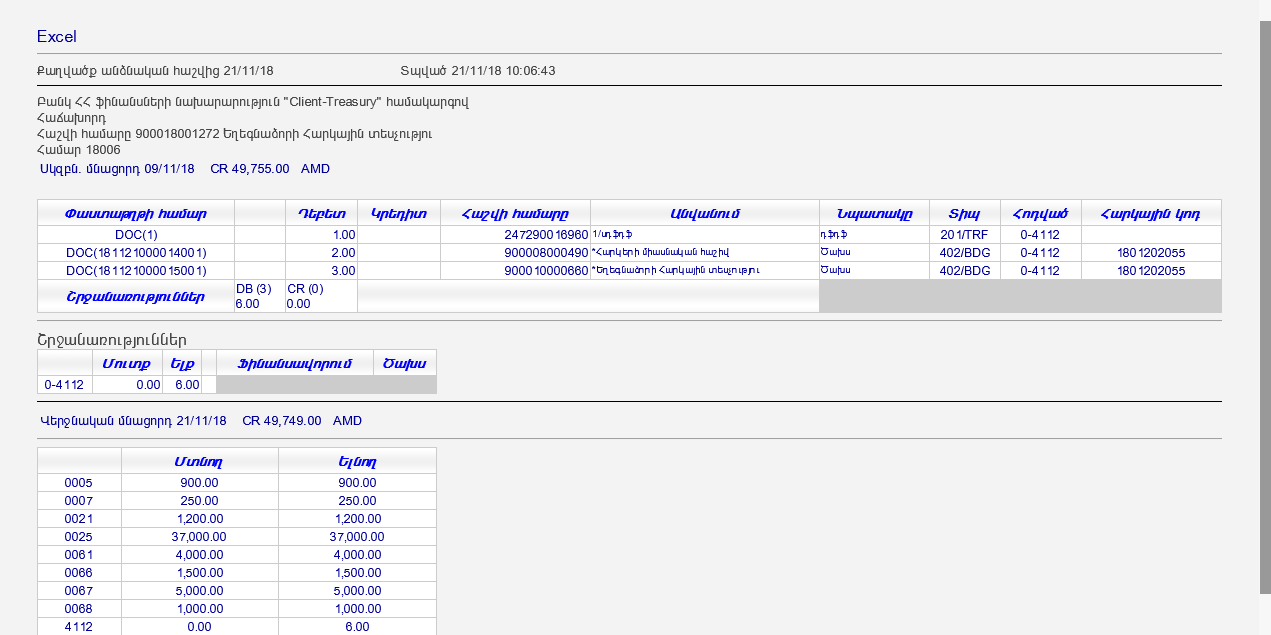 Excel
Քաղվածք անձնական հաշվից 21/11/18 Տպված 21/11/18 10:06:43
Բանկ ՀՀ ֆինանսների նախարարություն "Client-Treasury" համակարգով
Հաճախորդ
Հաշվի համարը 900018001272 Եղեգնաձորի Հարկային տեսչությու
Համար 18006
Սկզբն. մնացորդ 09/11/18 CR 49,755.00 AMD
Փաստաթղթի համար Դեբետ Կրեդիտ Հաշվի համարը Անվանում Նպատակը Տիպ Հոդված Հարկային կոդ
DOC(1) 1.00 247290016960 1/սդ.ֆդ.ֆ դ.ֆդ.ֆ 201/TRF 0-4112
DOC(181121000014001) 2.00 900008000490 *Հարկերի միասնական հաշիվ Ծախս 402/BDG 0-4112 1801202055
DOC(181121000015001) 3.00 900010000660 *Եղեգնաձորի Հարկային տեսչությու Ծախս 402/BDG 0-4112 1801202055
Շրջանառություններ DB (3) CR (0)
6.00 0.00
Շրջանառություններ
Մուտք Ելք Ֆինանսավորում Ծախս
0-4112 0.00 6.00
Վերջնական մնացորդ 21/11/18 CR 49,749.00 AMD
Մտնող Ելնող
0005 900.00 900.00
0007 250.00 250.00
0021 1,200.00 1,200.00
0025 37,000.00 37,000.00
0061 4,000.00 4,000.00
0066 1,500.00 1,500.00
0067 5,000.00 5,000.00
0068 1,000.00 1,000.00
4112 0.00 6.00